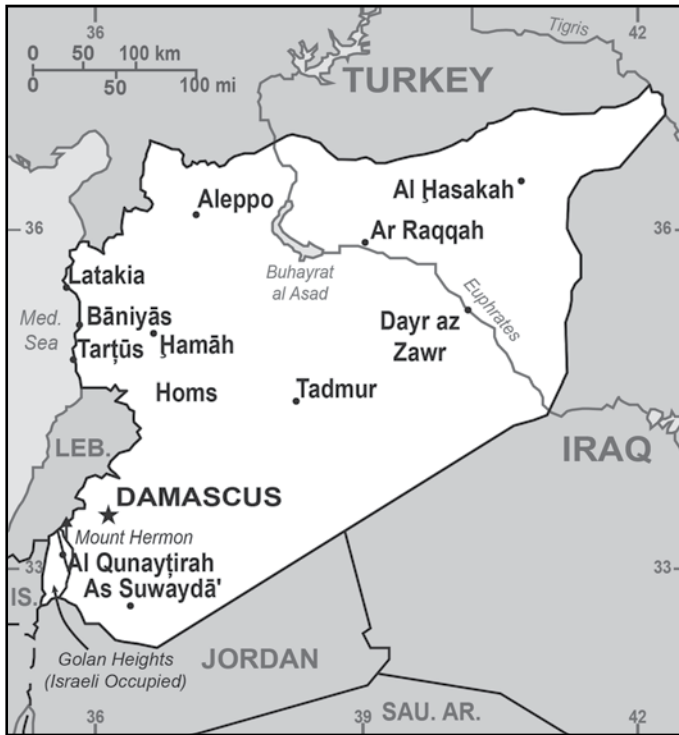 36
42
Tigris
0 50 100 km
0 50 100 mi
TURKEY
Aleppo
Al Ḩasakah
36
36
Ar Raqqah
Buhayrat
al Asad
Latakia
Euphrates
Med.
Sea
Bāniyās
Ḩamāh
Dayr az
Zawr
Tarţūs
Homs
Tadmur
LEB.
IRAQ
DAMASCUS
Mount Hermon
Al Qunayţirah
33
33
As Suwaydā'
IS.
Golan Heights
(Israeli Occupied)
JORDAN
SAU. AR.
36
39
42